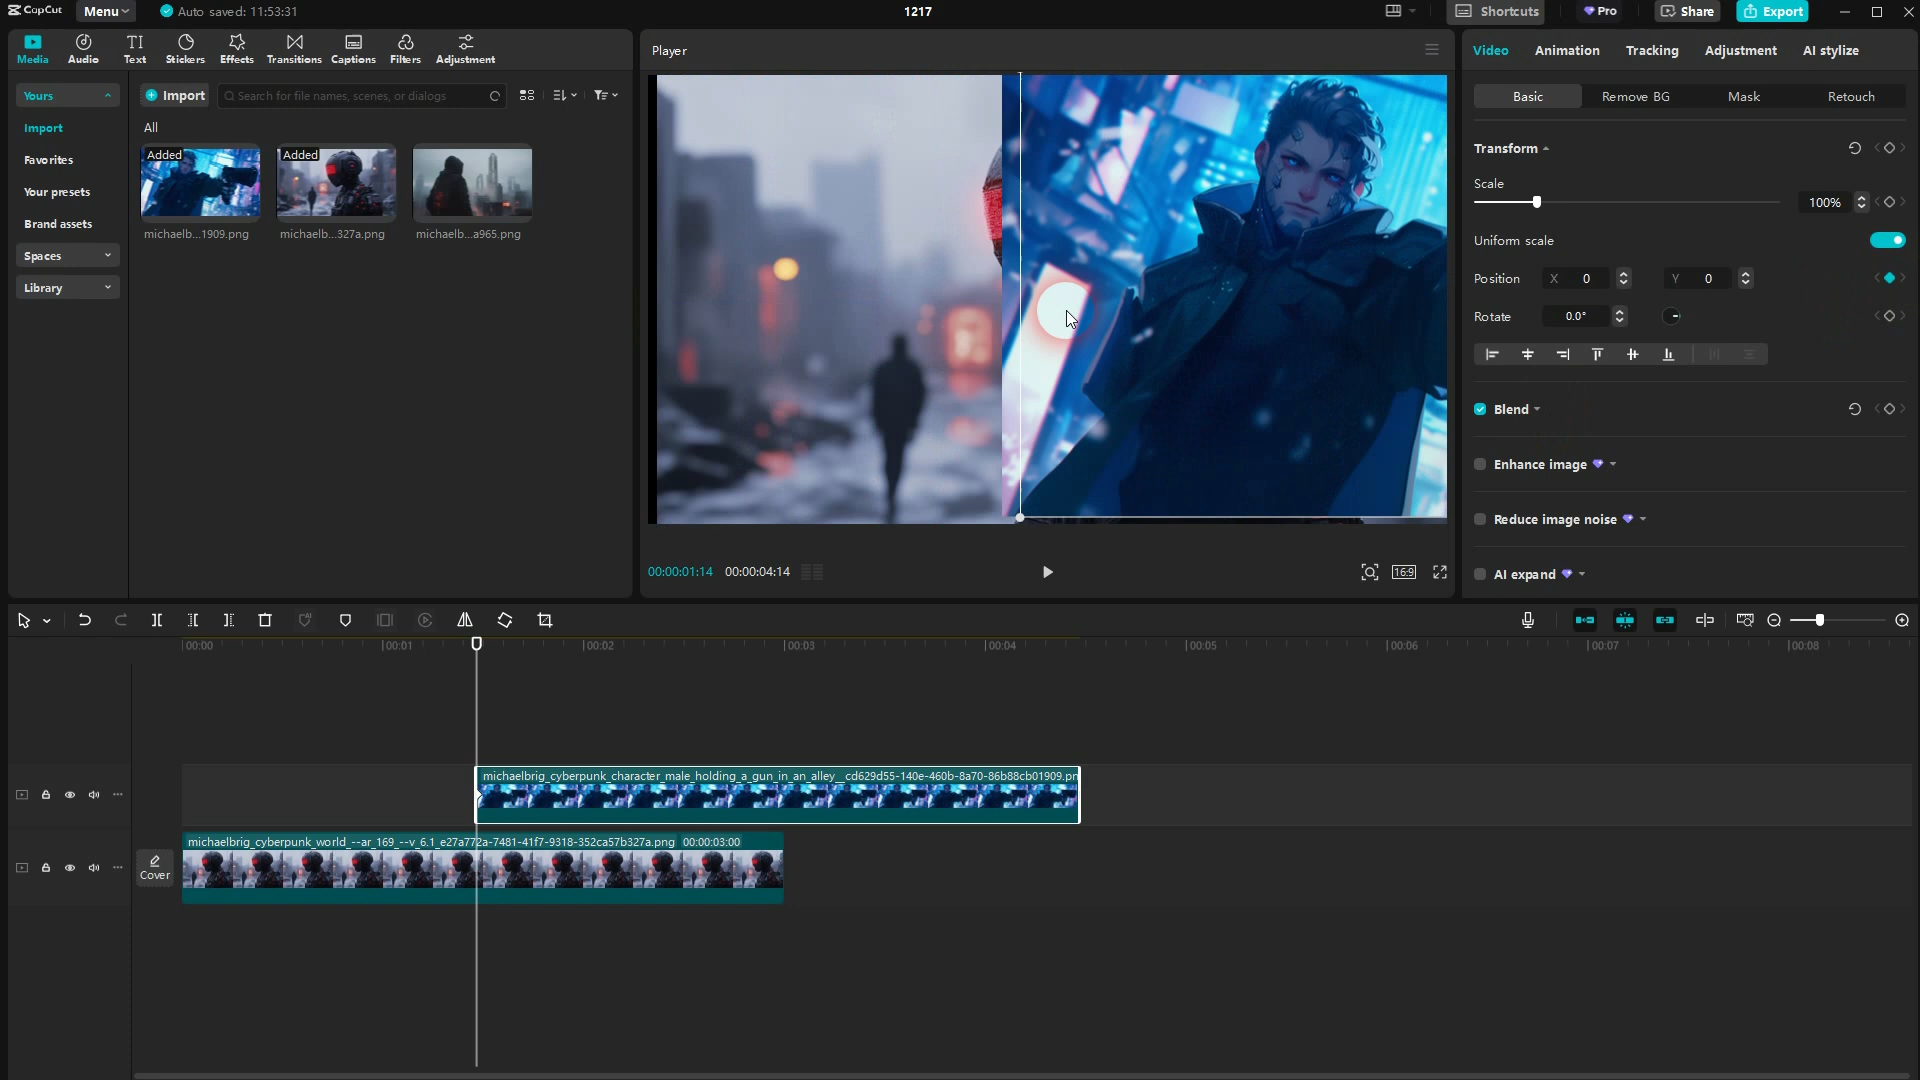 CapCut
Menu
Auto saved: 11:53:31
1217
Shortcuts
Pro
Share
Export
Media
Audio
Text
Stickers
Effects
Transitions
Captions
Filters
Adjustment
Yours
Import
Favorites
Your presets
Brand assets
Spaces
Library
Import
Search for file names, scenes, or dialogs
All
Added
Added
michaelb...1909.png
michaelb...327a.png
michaelb...a965.png
Player
00:00:01:14
00:00:04:14
16:9
Video
Animation
Tracking
Adjustment
AI stylize
Basic
Remove BG
Mask
Retouch
Transform
Scale
100%
Uniform scale
Position X 0 Y 0
Rotate 0.0°
Blend
Enhance image
Reduce image noise
AI expand
00:00
00:01
00:02
00:03
00:04
00:05
00:06
00:07
00:08
michaelbrig_cyberpunk_character_male_holding_a_gun_in_an_alley__cd629d55-140e-460b-8a70-86b88cb01909.pn
Cover
michaelbrig_cyberpunk_world_--ar_169_--v_6.1_e27a772a-7481-41f7-9318-352ca57b327a.png 00:00:03:00